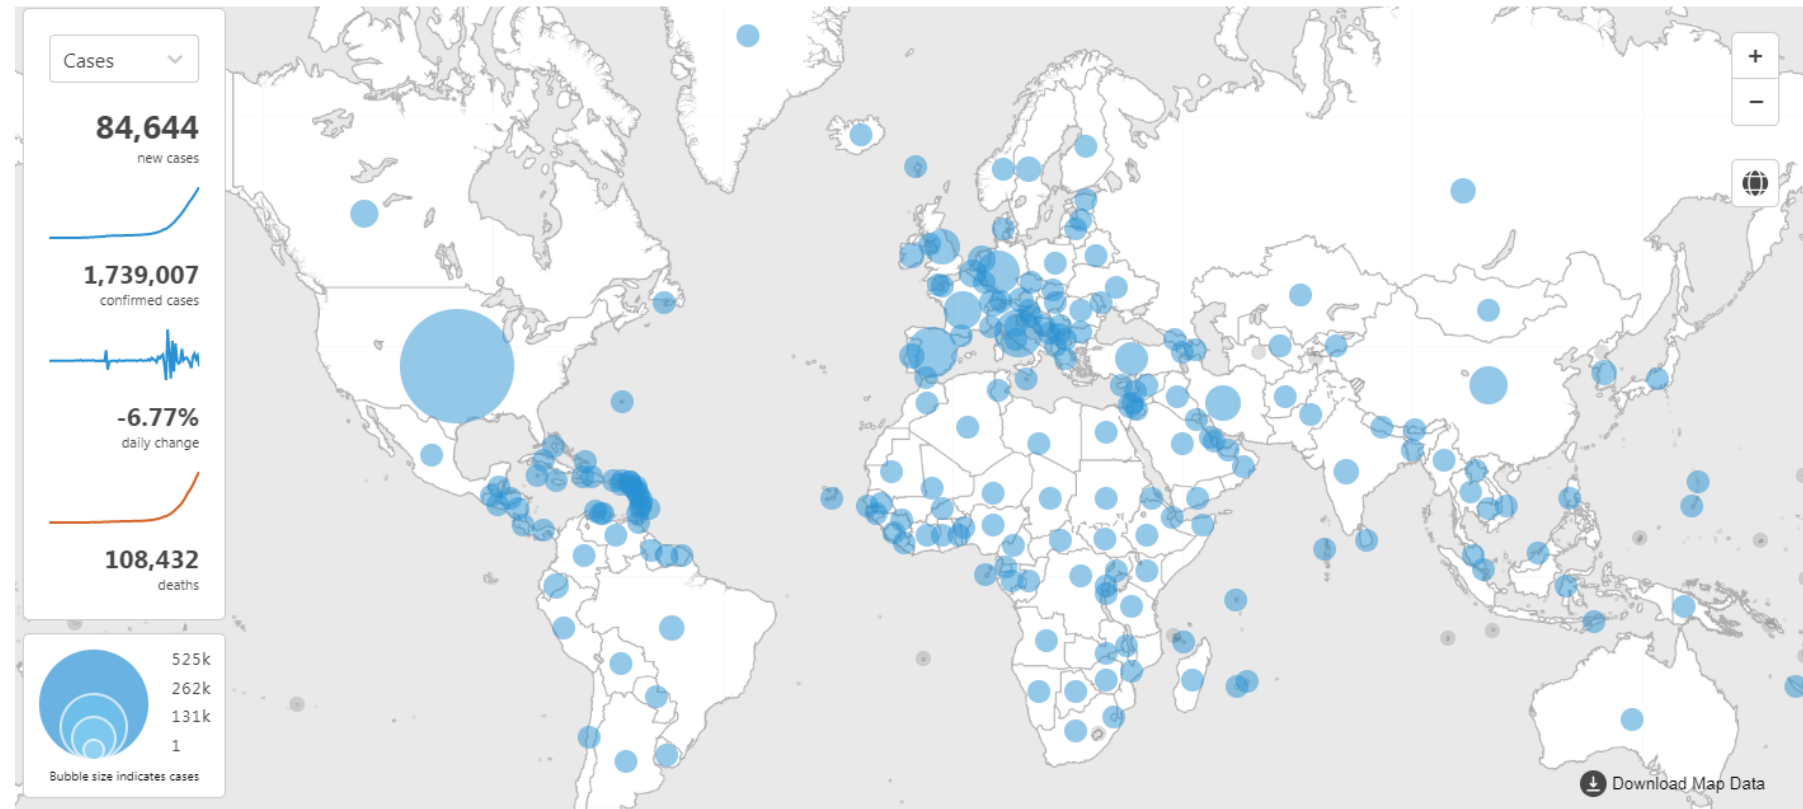 Cases
84,644
new cases
1,739,007
confirmed cases
-6.77%
daily change
108,432
deaths
525k
262k
131k
1
Bubble size indicates cases
+
−
Download Map Data